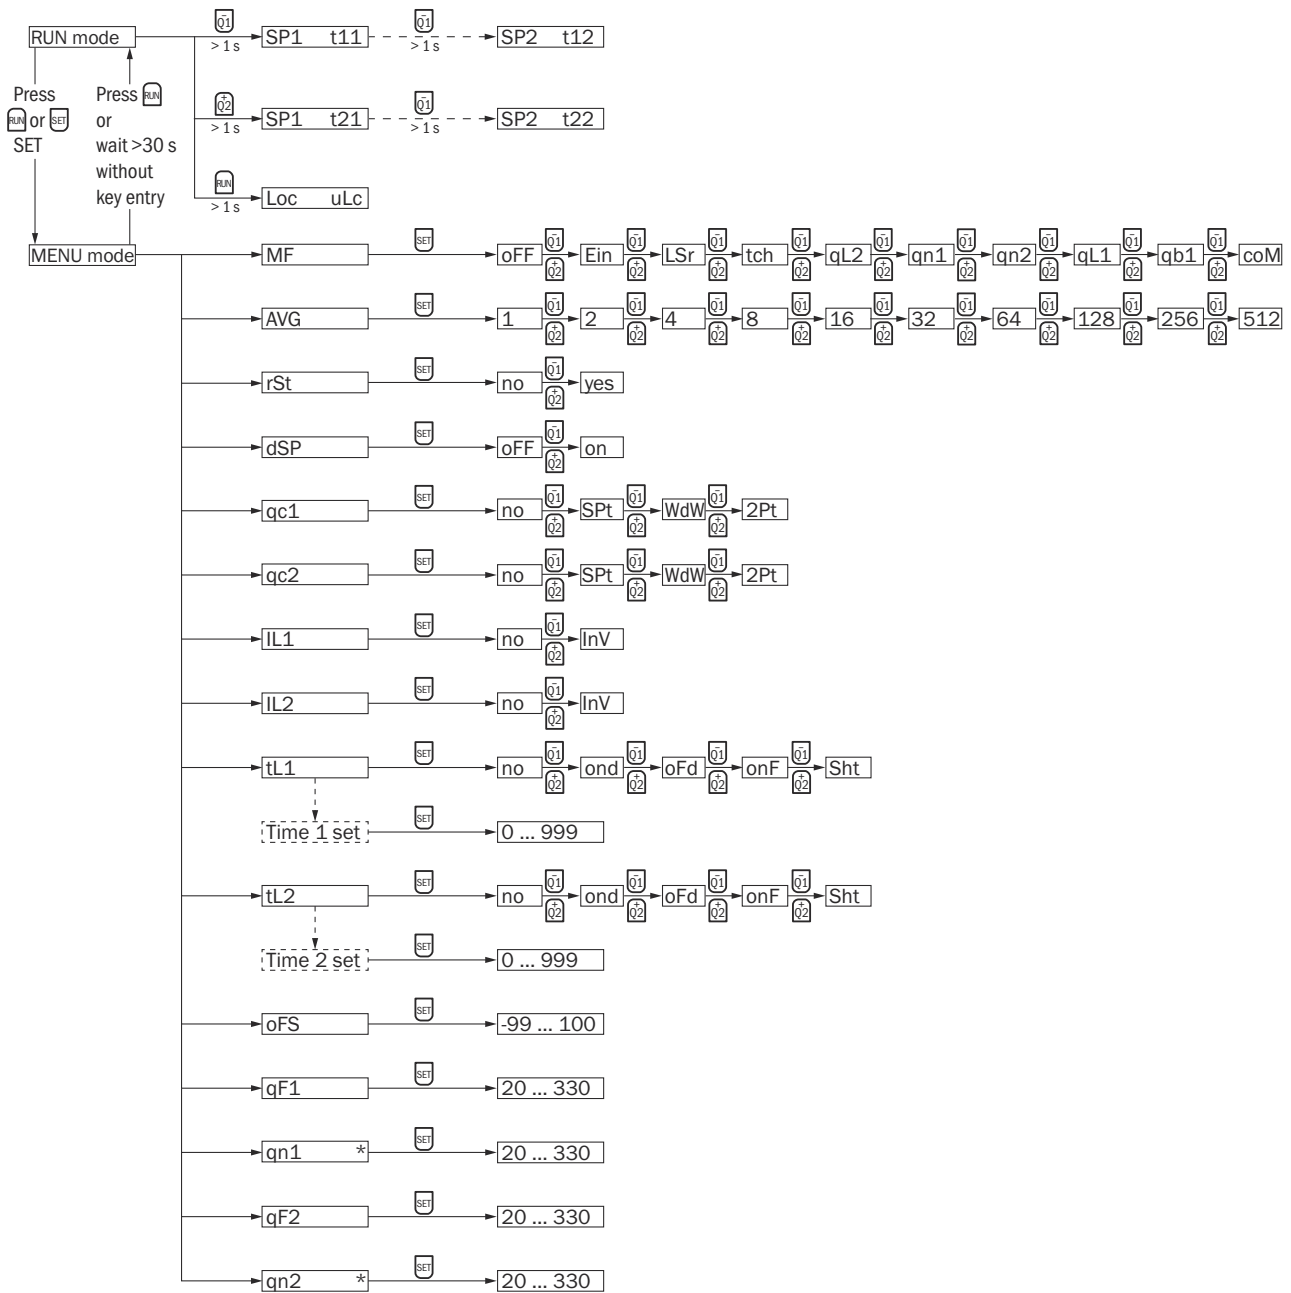 Q1 Q1
RUN mode > 1 s SP1 t11 > 1 s SP2 t12
Press Press RUN
RUN or SET or
SET wait >30 s
without
key entry
+ Q2 Q1
> 1 s SP1 t21 > 1 s SP2 t22
RUN
> 1 s Loc uLc
MENU mode MF SET oFF -Q1 +Q2 Ein -Q1 +Q2 LSr -Q1 +Q2 tch -Q1 +Q2 qL2 -Q1 +Q2 qn1 -Q1 +Q2 qn2 -Q1 +Q2 qL1 -Q1 +Q2 qb1 -Q1 +Q2 coM
AVG SET 1 -Q1 +Q2 2 -Q1 +Q2 4 -Q1 +Q2 8 -Q1 +Q2 16 -Q1 +Q2 32 -Q1 +Q2 64 -Q1 +Q2 128 -Q1 +Q2 256 -Q1 +Q2 512
rSt SET no -Q1 +Q2 yes
dSP SET oFF -Q1 +Q2 on
qc1 SET no -Q1 +Q2 SPt -Q1 +Q2 WdW -Q1 +Q2 2Pt
qc2 SET no -Q1 +Q2 SPt -Q1 +Q2 WdW -Q1 +Q2 2Pt
IL1 SET no -Q1 +Q2 InV
IL2 SET no -Q1 +Q2 InV
tL1 SET no -Q1 +Q2 ond -Q1 +Q2 oFd -Q1 +Q2 onF -Q1 +Q2 Sht
Time 1 set SET 0 ... 999
tL2 SET no -Q1 +Q2 ond -Q1 +Q2 oFd -Q1 +Q2 onF -Q1 +Q2 Sht
Time 2 set SET 0 ... 999
oFS SET -99 ... 100
qF1 SET 20 ... 330
qn1 * SET 20 ... 330
qF2 SET 20 ... 330
qn2 * SET 20 ... 330